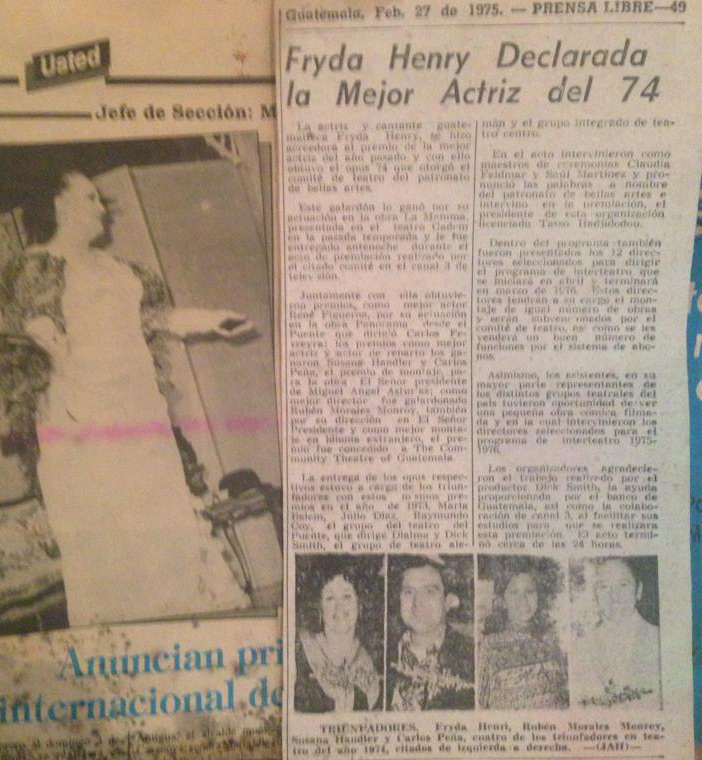 Usted
Jefe de Sección: M
Anuncian pri
internacional de
Guatemala, Feb. 27 de 1975. — PRENSA LIBRE—49
Fryda Henry Declarada
la Mejor Actriz del 74
La actriz y cantante guate-
malteca Fryda Henry, se hizo
acreedora al premio de la mejor
actriz del año pasado y con ello
obtuvo el opus 74 que otorgó el
comité de teatro del patronato
de bellas artes.
Este galardón lo ganó por su
actuación en la obra La Mamma,
presentada en el teatro Gadem
en la pasada temporada y le fue
entregado antenoche durante el
acto de premiación realizado por
el citado comité en el canal 3 de
televisión.
Juntamente con ella obtuvie-
ron premios, como mejor actor
René Figueroa, por su actuación
en la obra Panorama desde el
Puente que dirigió Carlos Fe-
rreyra; los premios como mejor
actriz y actor de reparto los ga-
naron Susana Handler y Carlos
Peña, el premio de montaje, pa-
ra la obra El Señor presidente
de Miguel Angel Asturias; como
mejor director fue galardonado
Rubén Morales Monroy, también
por su dirección en El Señor
Presidente y como mejor monta-
je en idioma extranjero, el pre-
mio fue concedido a The Com-
munity Theatre of Guatemala.
La entrega de los opus respec-
tivos estuvo a cargo de los triun-
fadores con estos mismos pre-
mios en el año de 1973, María
Julio Díaz, Raymundo
Coy, el grupo del teatro del
Puente, que dirige Dialma y Dick
Smith, el grupo de teatro ale-
mán y el grupo integrado de tea-
tro centro.
En el acto intervinieron como
maestros de ceremonias Claudia
Feldmar y Saúl Martínez y pro-
nunció las palabras a nombre
del patronato de bellas artes e
intervino en la premiación, el
presidente de esta organización
licenciado Tasso Hadjidodou.
Dentro del programa también
fueron presentados los 12 direc-
tores seleccionados para dirigir
el programa de interteatro que
se iniciará en abril y terminará
en marzo de 1976. Estos direc-
tores tendrán a su cargo el mon-
taje de igual número de obras
y serán subvencionados por el
comité de teatro, así como se les
venderá un buen número de
funciones por el sistema de abo-
nos.
Asimismo, los asistentes, en su
mayor parte representantes de
los distintos grupos teatrales del
país tuvieron oportunidad de ver
una pequeña obra cómica filma-
da y en la cual intervinieron los
directores seleccionados para el
programa de interteatro 1975-
1976.
Los organizadores agradecie-
ron el trabajo realizado por el
productor Dick Smith, la ayuda
proporcionada por el banco de
Guatemala, así como la colabo-
ración de canal 3, al facilitar sus
estudios para que se realizara
esta premiación. El acto termi-
nó cerca de las 24 horas.
TRIUNFADORES. Fryda Henri, Rubén Morales Monroy,
Susana Handler y Carlos Peña, cuatro de los triunfadores en tea-
tro del año 1974, citados de izquierda a derecha. —(JAH)—